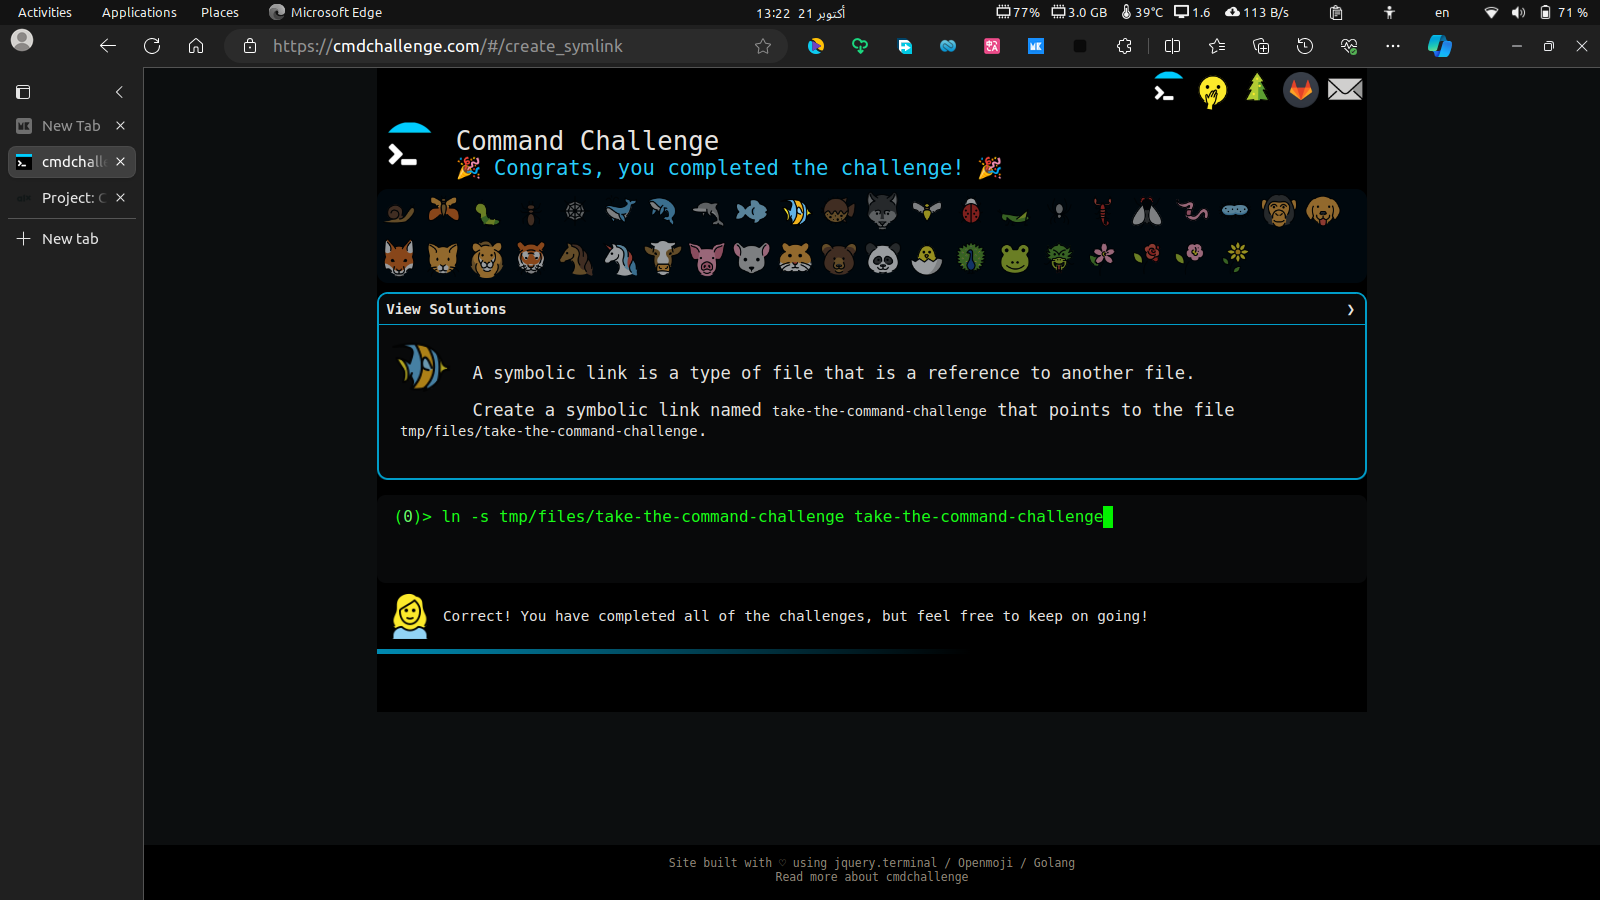 Activities Applications Places Microsoft Edge 13:22 21 أكتوبر 77% 3.0 GB 39°C 1.6 113 B/s en 71 %
https://cmdchallenge.com/#/create_symlink
New Tab
cmdchall
Project: C
New tab
Command Challenge
Congrats, you completed the challenge!
View Solutions
A symbolic link is a type of file that is a reference to another file.
Create a symbolic link named take-the-command-challenge that points to the file
tmp/files/take-the-command-challenge.
(0)> ln -s tmp/files/take-the-command-challenge take-the-command-challenge
Correct! You have completed all of the challenges, but feel free to keep on going!
Site built with ♡ using jquery.terminal / Openmoji / Golang
Read more about cmdchallenge